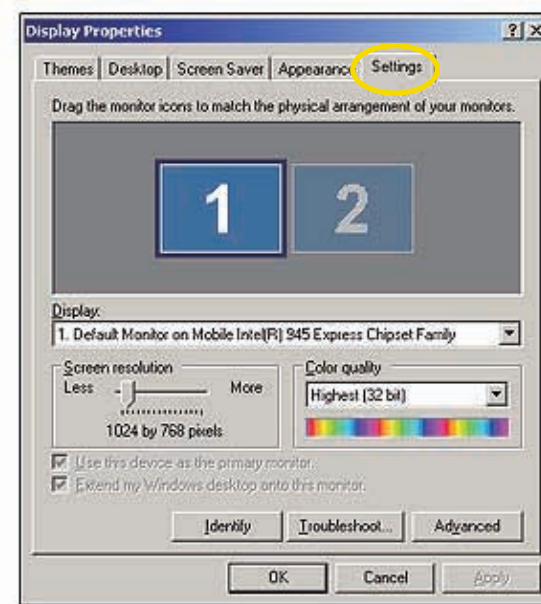 Display Properties
Themes Desktop Screen Saver Appearance Settings
Drag the monitor icons to match the physical arrangement of your monitors.
1 2
Display:
1. Default Monitor on Mobile Intel(R) 945 Express Chipset Family
Screen resolution
Less More
1024 by 768 pixels
Color quality
Highest (32 bit)
Use this device as the primary monitor.
Extend my Windows desktop onto this monitor.
Identify Troubleshoot... Advanced
OK Cancel Apply